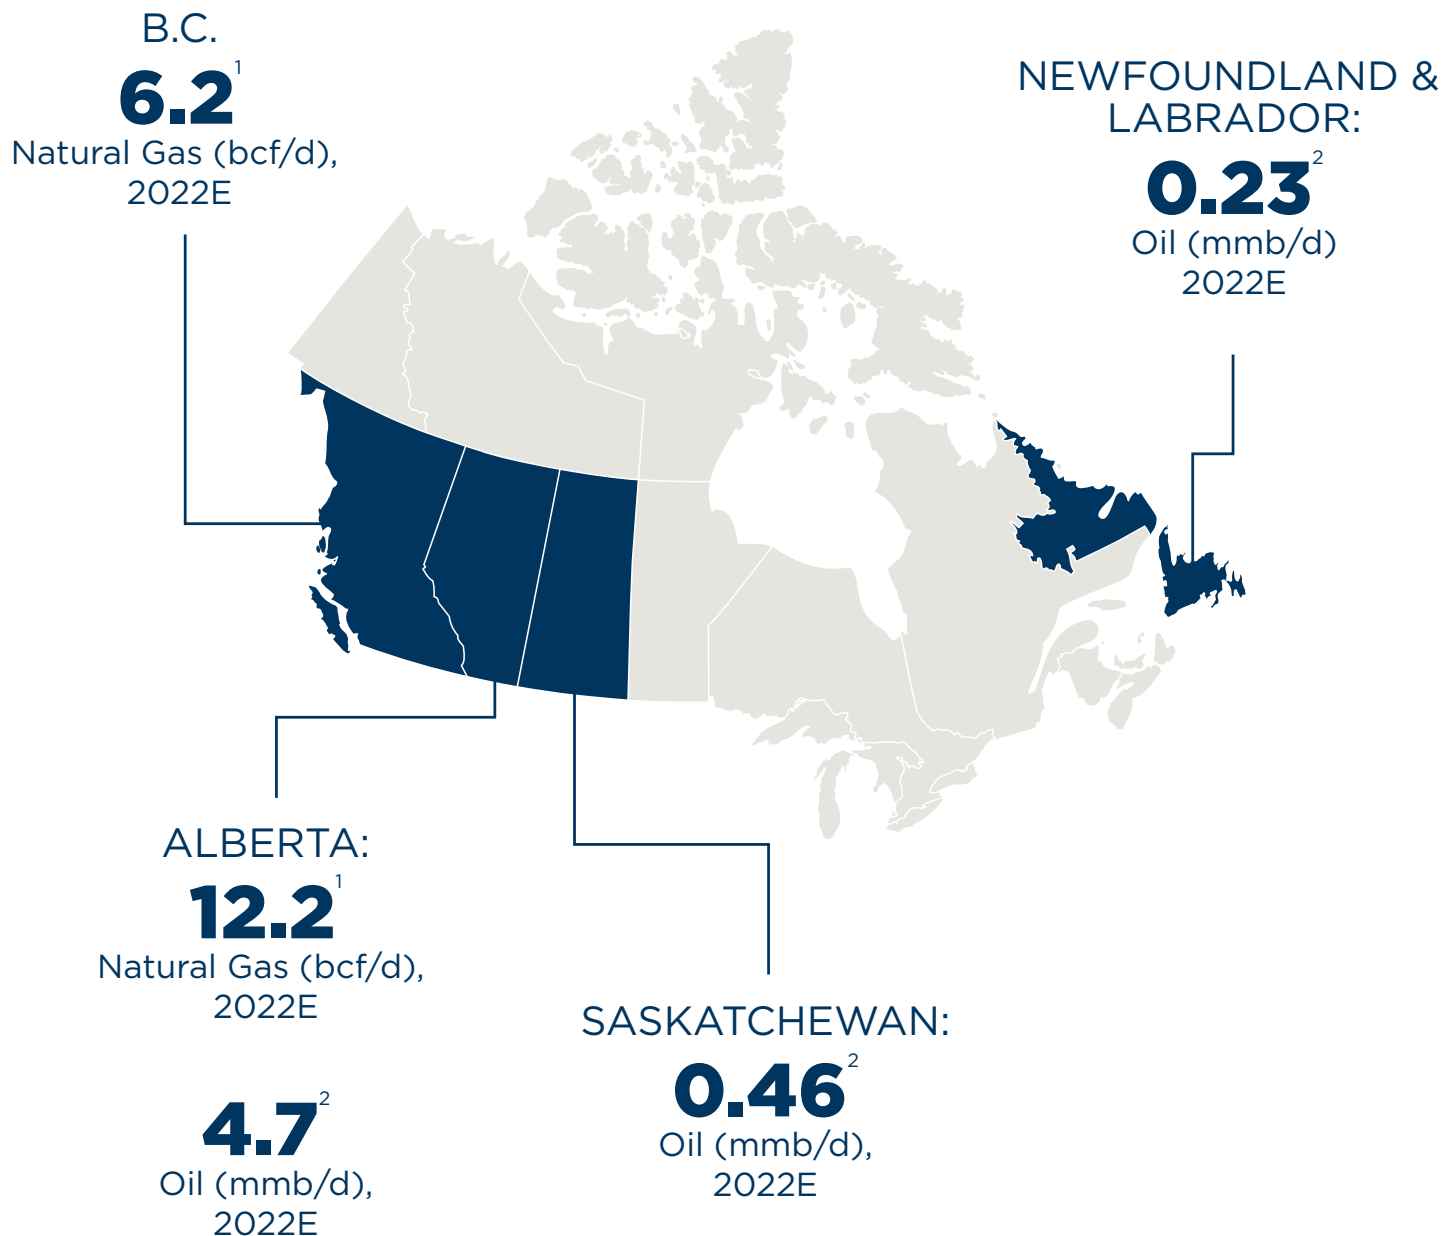 B.C.
6.2¹
Natural Gas (bcf/d),
2022E
NEWFOUNDLAND &
LABRADOR:
0.23²
Oil (mmb/d)
2022E
ALBERTA:
12.2¹
Natural Gas (bcf/d),
2022E
4.7²
Oil (mmb/d),
2022E
SASKATCHEWAN:
0.46²
Oil (mmb/d),
2022E